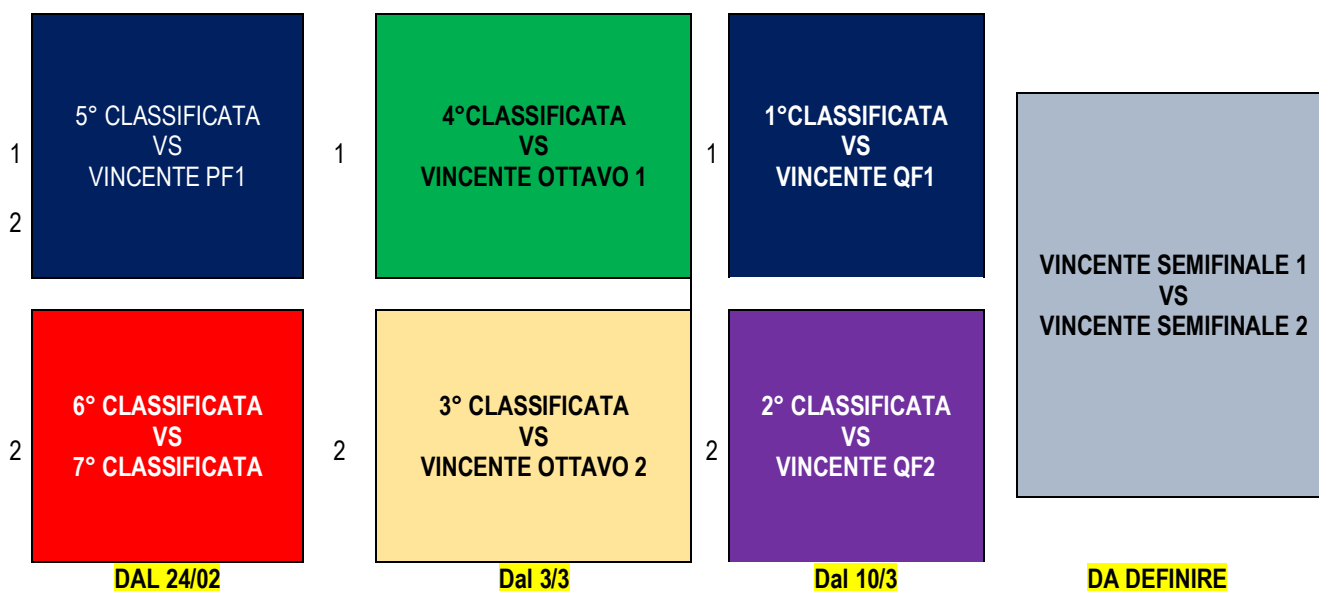 5° CLASSIFICATA
VS
VINCENTE PF1
1
2
6° CLASSIFICATA
VS
7° CLASSIFICATA
2
DAL 24/02
4°CLASSIFICATA
VS
VINCENTE OTTAVO 1
1
3° CLASSIFICATA
VS
VINCENTE OTTAVO 2
2
Dal 3/3
1°CLASSIFICATA
VS
VINCENTE QF1
1
2° CLASSIFICATA
VS
VINCENTE QF2
2
Dal 10/3
VINCENTE SEMIFINALE 1
VS
VINCENTE SEMIFINALE 2
DA DEFINIRE